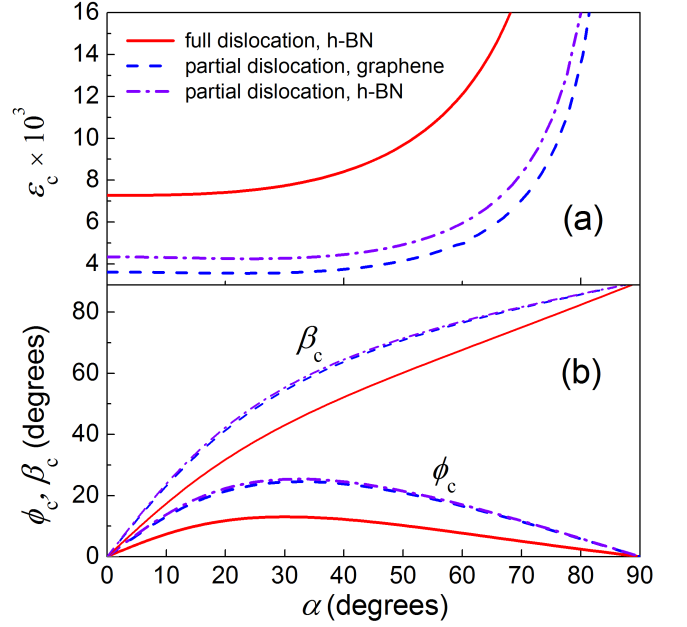 16
14
12
10
8
6
4
ε_c × 10³
full dislocation, h-BN
partial dislocation, graphene
partial dislocation, h-BN
(a)
80
60
40
20
0
ϕ_c, β_c (degrees)
β_c
(b)
ϕ_c
0 10 20 30 40 50 60 70 80 90
α (degrees)